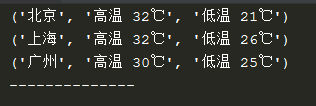 ('北京', '高温 32℃', '低温 21℃')
('上海', '高温 32℃', '低温 26℃')
('广州', '高温 30℃', '低温 25℃')
--------------